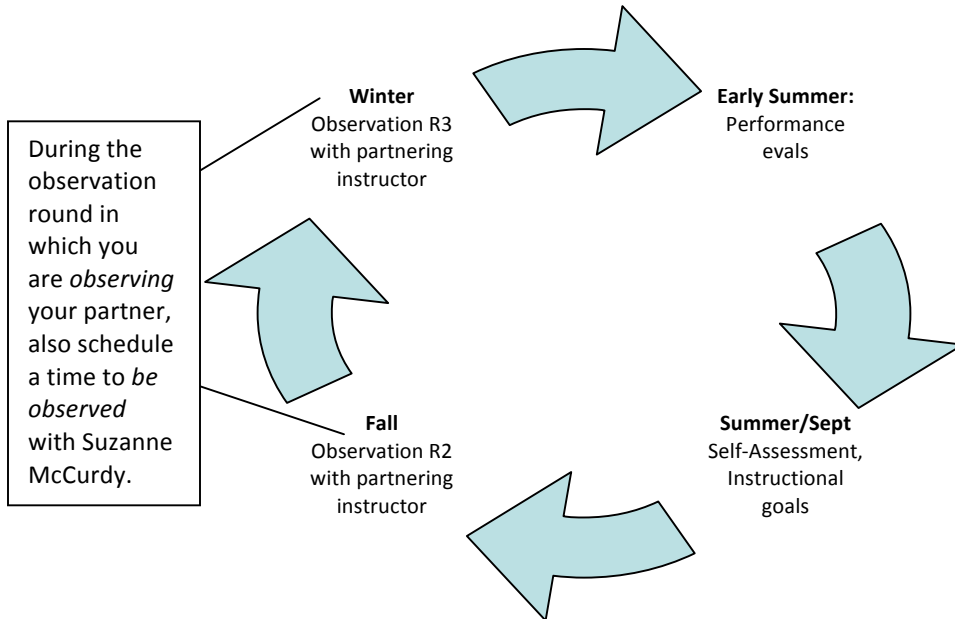 During the
observation
round in
which you
are observing
your partner,
also schedule
a time to be
observed
with Suzanne
McCurdy.
Winter
Observation R3
with partnering
instructor
Early Summer:
Performance
evals
Summer/Sept
Self-Assessment,
Instructional
goals
Fall
Observation R2
with partnering
instructor